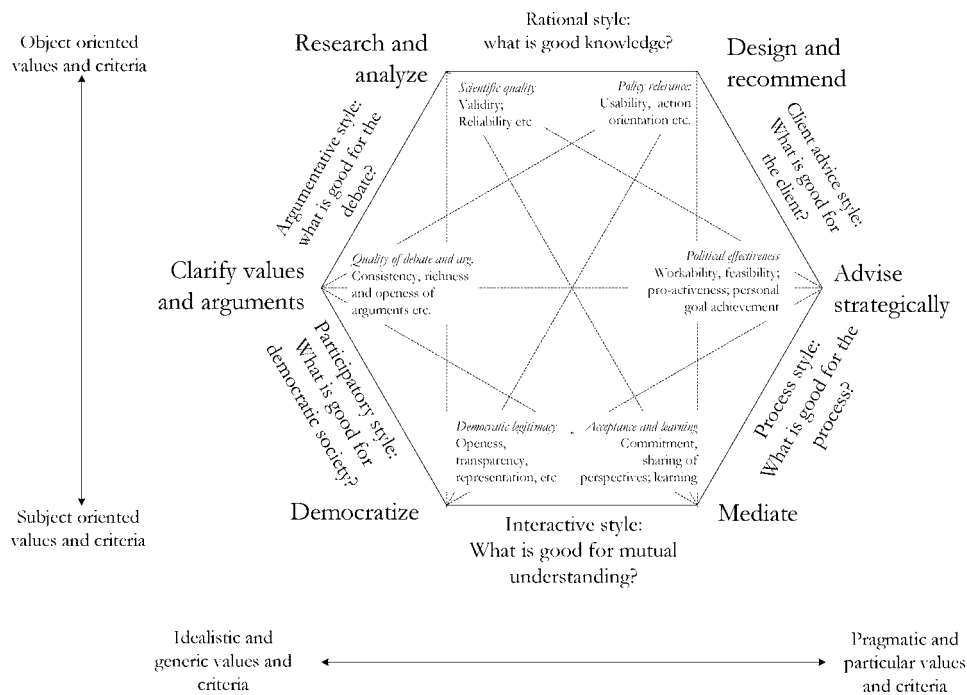 Object oriented
values and criteria
Research and
analyze
Rational style:
what is good knowledge?
Design and
recommend
Scientific quality
Validity;
Reliability etc
Policy relerance:
Usability, action
orientation etc.
Argumentative style:
what is good for the
debate?
Client advice style:
What is good for
the client?
Clarify values
and arguments
Quality of debate and arg.
Consistency, richness
and openess of
arguments etc.
Political effectiveness
Workability, feasibility;
pro-activeness; personal
goal achievement
Advise
strategically
Participatory style:
What is good for
democratic society?
Process style:
What is good for the
process?
Democratic legitimacy
Openess,
transparency,
representation, etc
Acceptance and learning
Commitment,
sharing of
perspectives; learning
Subject oriented
values and criteria
Democratize
Interactive style:
What is good for mutual
understanding?
Mediate
Idealistic and
generic values and
criteria
Pragmatic and
particular values
and criteria